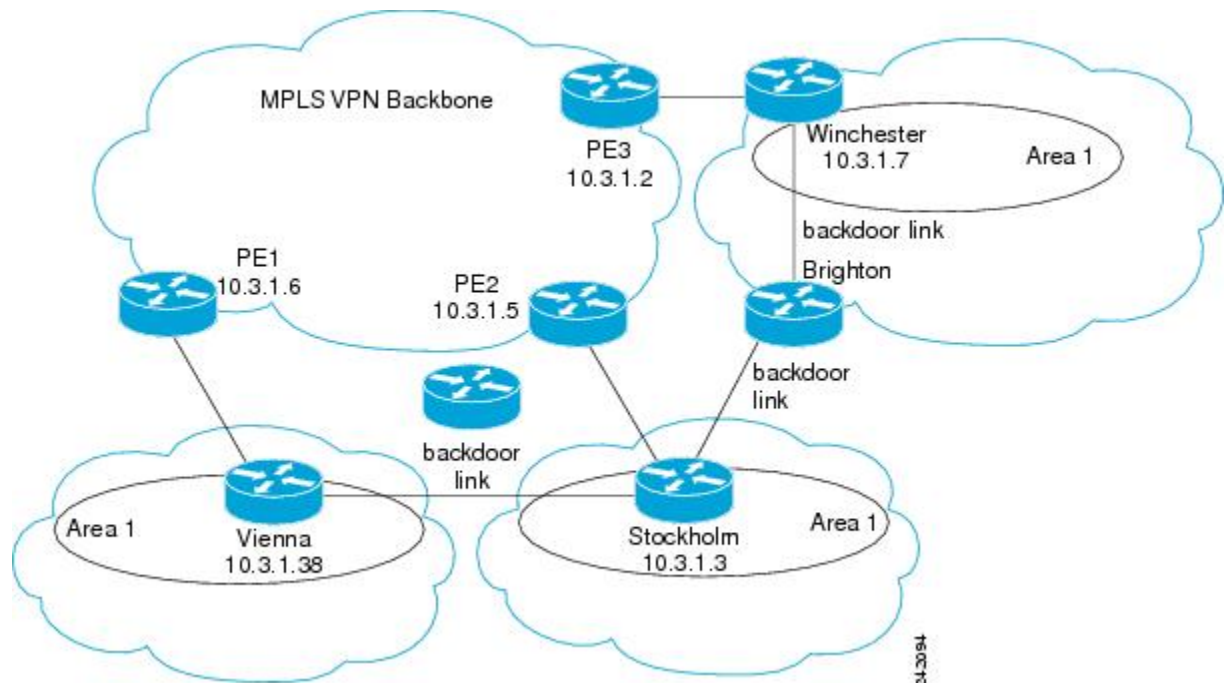 MPLS VPN Backbone
PE3
10.3.1.2
Winchester
10.3.1.7
Area 1
backdoor link
Brighton
PE1
10.3.1.6
PE2
10.3.1.5
backdoor
link
backdoor
link
Area 1
Vienna
10.3.1.38
Stockholm
10.3.1.3
Area 1